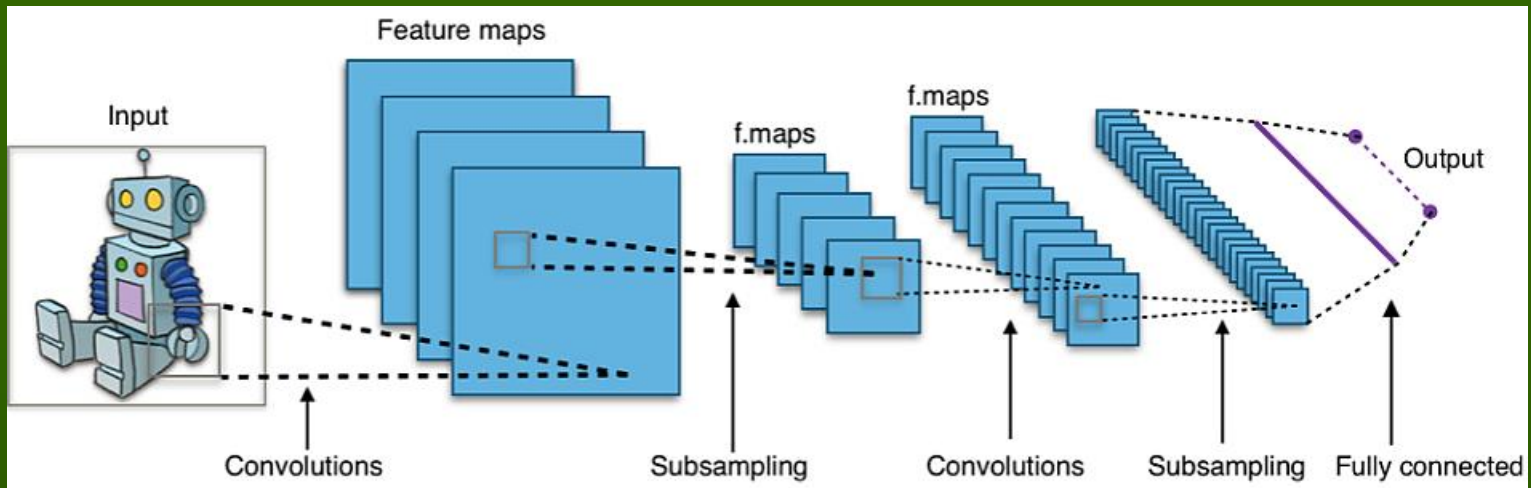 Feature maps
f.maps
Input
f.maps
Output
Convolutions
Subsampling
Convolutions
Subsampling
Fully connected